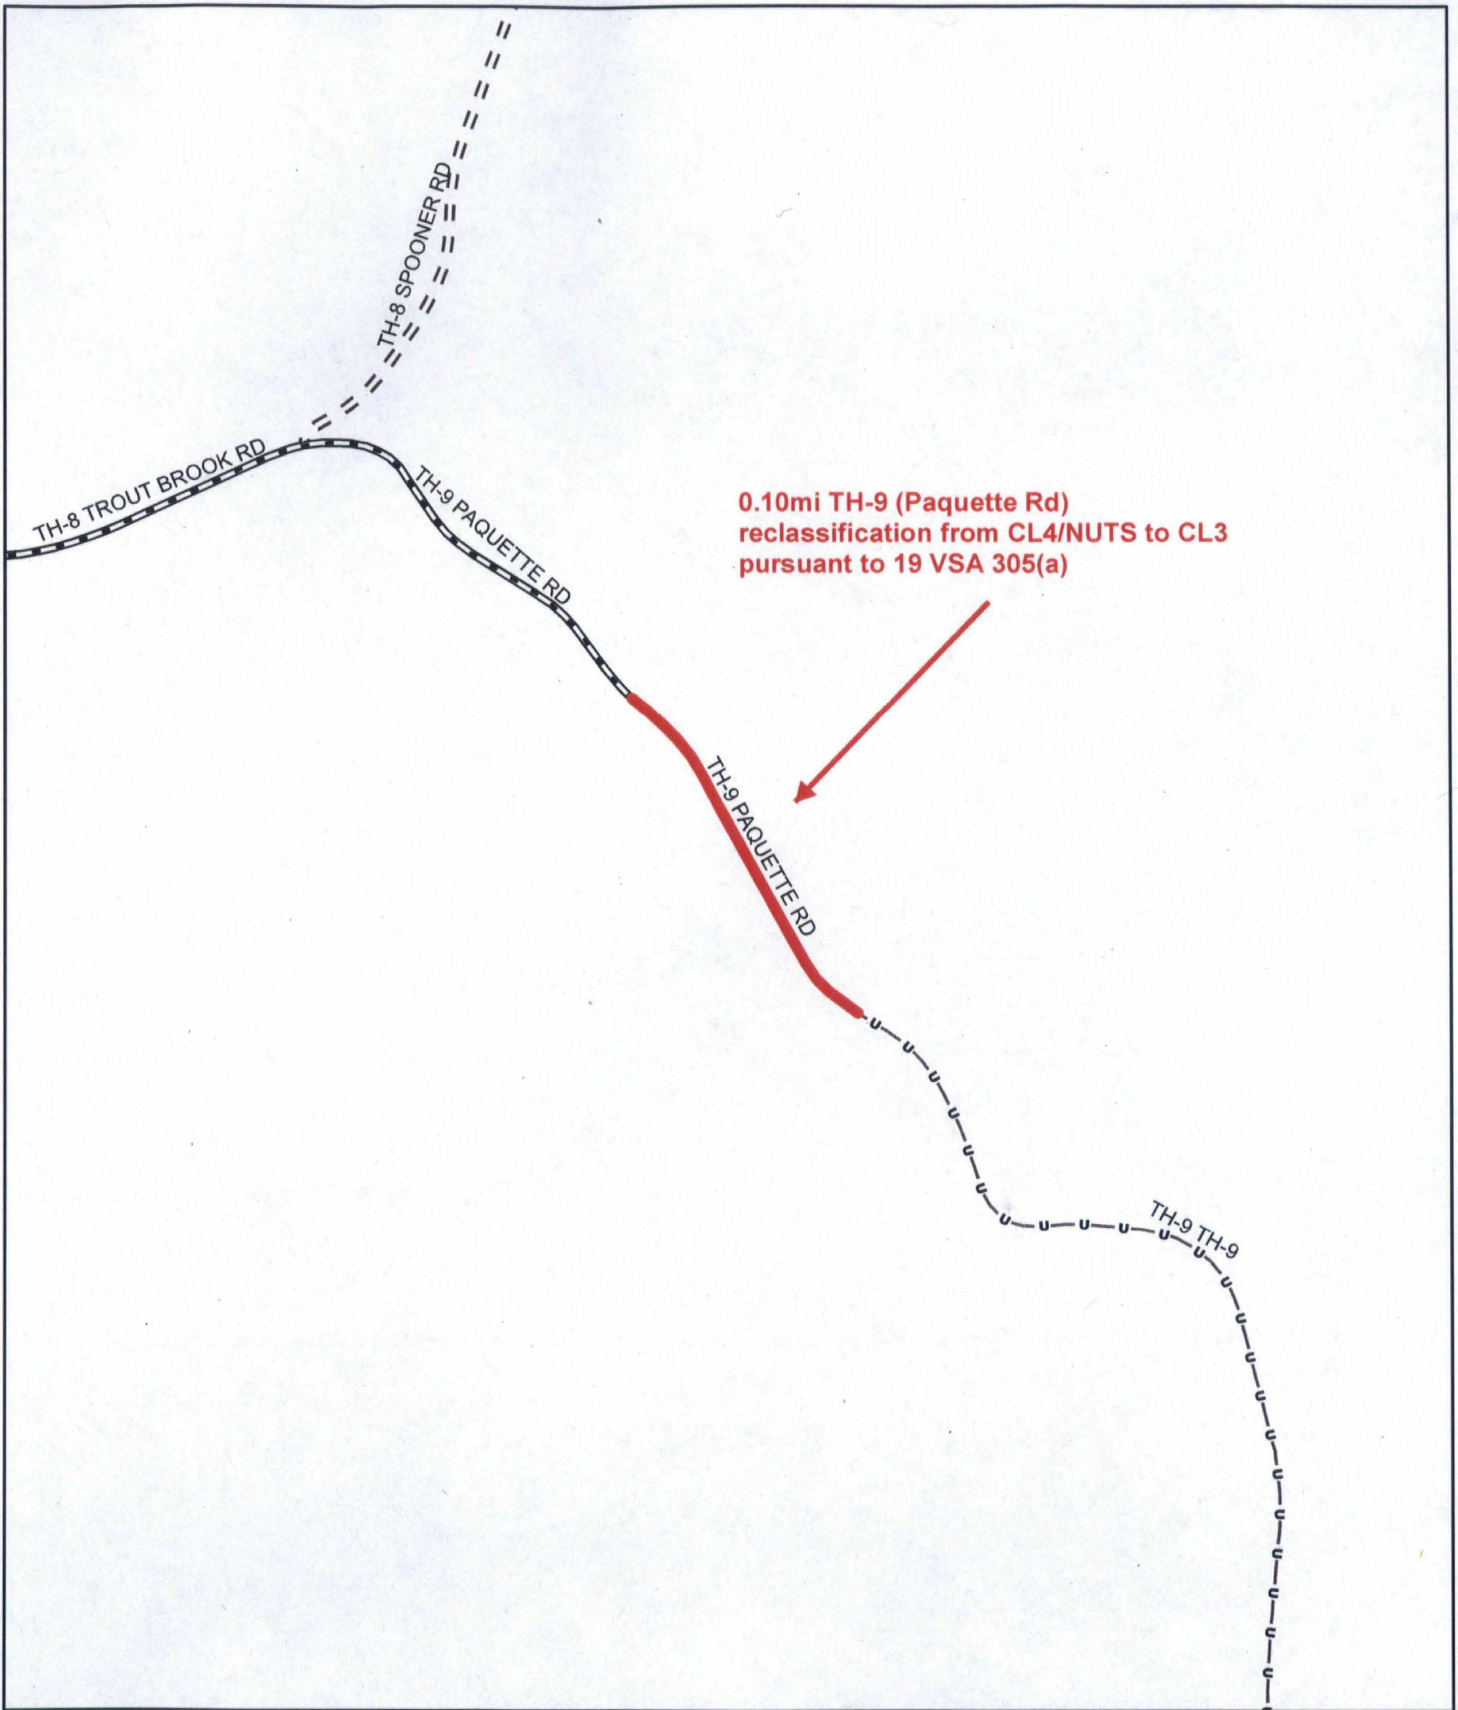 TH-8 SPOONER RD
TH-8 TROUT BROOK RD
TH-9 PAQUETTE RD
0.10mi TH-9 (Paquette Rd)
reclassification from CL4/NUTS to CL3
pursuant to 19 VSA 305(a)
TH-9 PAQUETTE RD
TH-9 TH-9